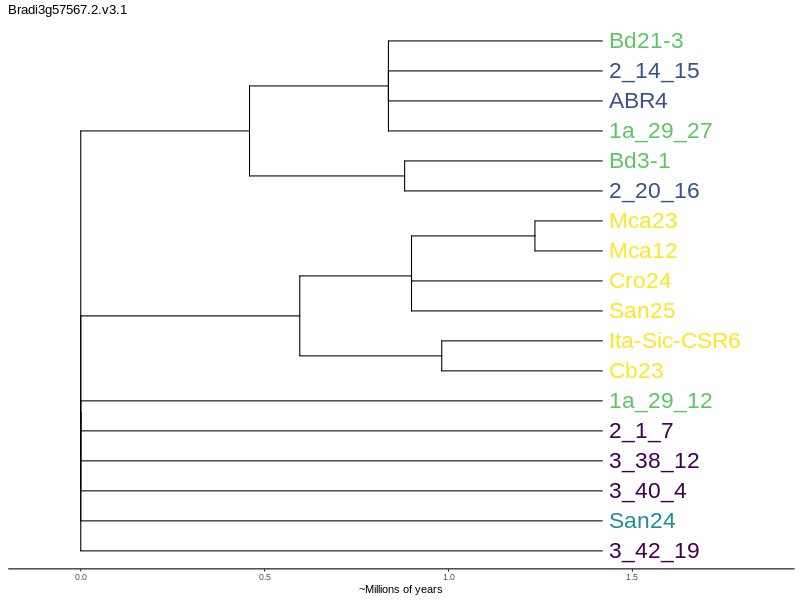 Bradi3g57567.2.v3.1
Bd21-3
2_14_15
ABR4
1a_29_27
Bd3-1
2_20_16
Mca23
Mca12
Cro24
San25
Ita-Sic-CSR6
Cb23
1a_29_12
2_1_7
3_38_12
3_40_4
San24
3_42_19
0.0 0.5 1.0 1.5
~Millions of years